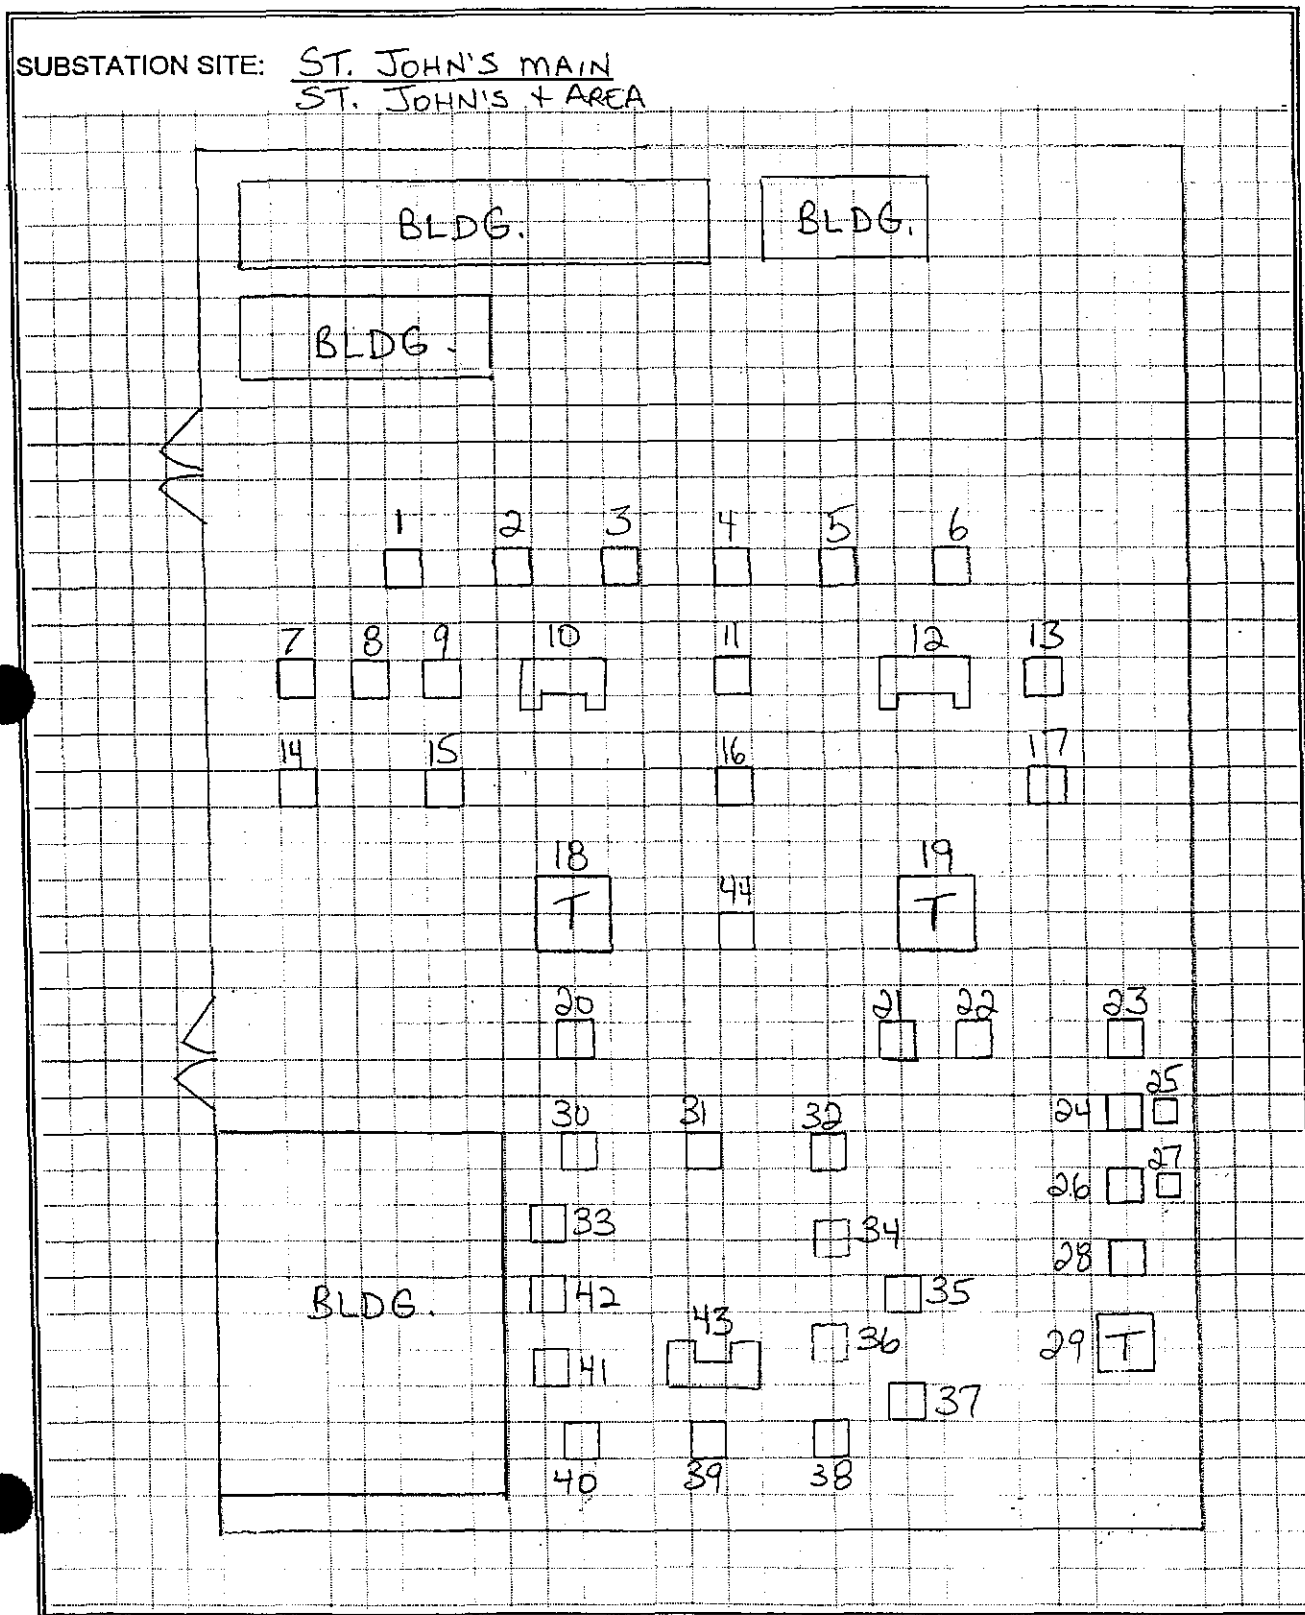 SUBSTATION SITE: ST. JOHN'S MAIN
ST. JOHN'S + AREA
BLDG. BLDG.
BLDG.
1 2 3 4 5 6
7 8 9 10 11 12 13
14 15 16 17
18 19
T 44 T
20 21 22 23
25
24
30 31 32
27
26
33 34
28
42 35
BLDG.
43 36 29 T
41
37
40 39 38